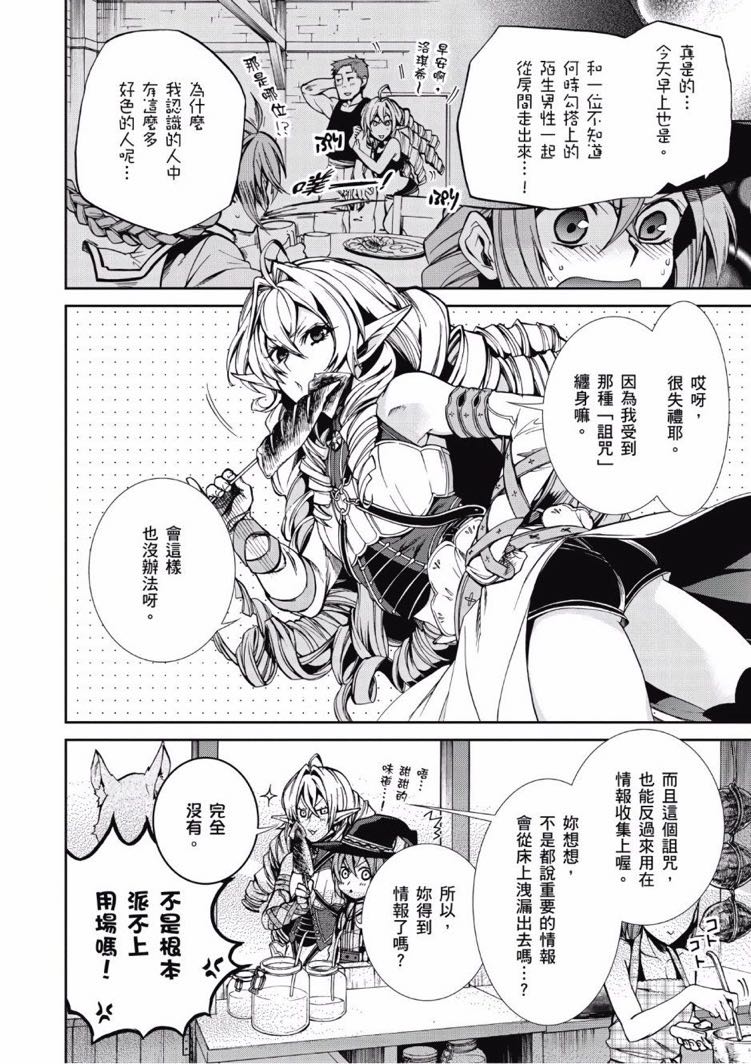 真是的…
今天早上也是。
和一位不知道
何時勾搭上的
陌生男性一起
從房間走出來…！
早安啊，
洛琪希～
那是哪位!?
噗——！
為什麼
我認識的人中
有這麼多
好色的人呢…
哎呀，
很失禮耶。
因為我受到
那種「詛咒」
纏身嘛。
會這樣
也沒辦法呀。
而且這個詛咒，
也能反過來用在
情報收集上喔。
妳想想，
不是都說重要的情報
會從床上洩漏出去嗎…？
コト
コトー
唔…
甜甜的
味道…！
所以，
妳得到
情報了嗎？
完全
沒有。
不是根本
派不上
用場嗎！